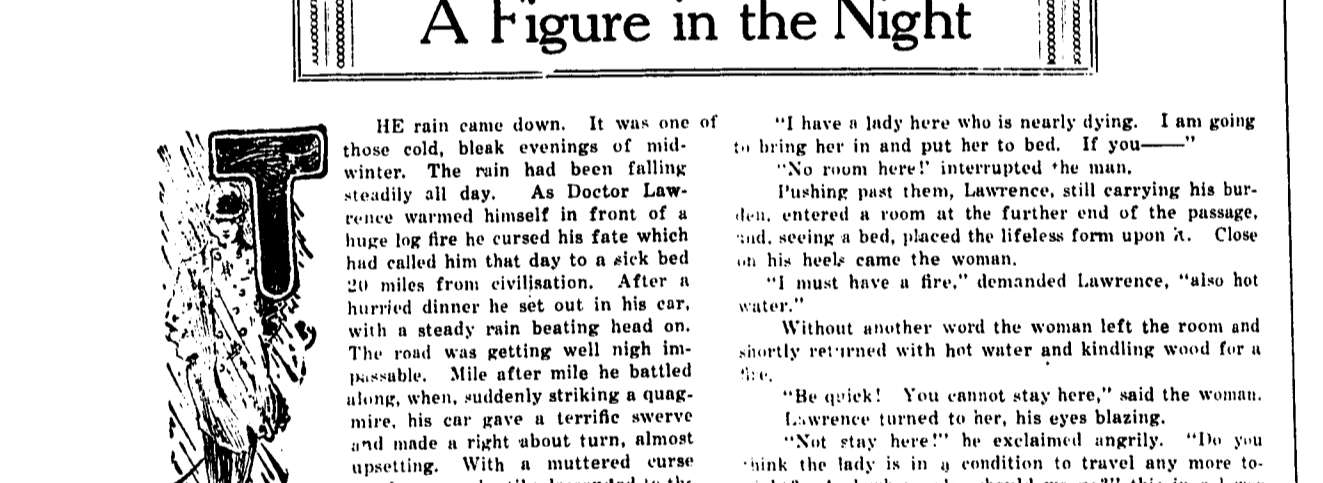 A Figure in the Night
THE rain came down. It was one of
those cold, bleak evenings of mid-
winter. The rain had been falling
steadily all day. As Doctor Law-
rence warmed himself in front of a
huge log fire he cursed his fate which
had called him that day to a sick bed
20 miles from civilisation. After a
hurried dinner he set out in his car,
with a steady rain beating head on.
The road was getting well nigh im-
passable. Mile after mile he battled
along, when, suddenly striking a quag-
mire, his car gave a terrific swerve
and made a right about turn, almost
upsetting. With a muttered curse
"I have a lady here who is nearly dying. I am going
to bring her in and put her to bed. If you——"
"No room here!' interrupted the man.
Pushing past them, Lawrence, still carrying his bur-
den, entered a room at the further end of the passage,
and, seeing a bed, placed the lifeless form upon it. Close
on his heels came the woman.
"I must have a fire," demanded Lawrence, "also hot
water."
Without another word the woman left the room and
shortly returned with hot water and kindling wood for a
fire.
"Be quick! You cannot stay here," said the woman.
Lawrence turned to her, his eyes blazing.
"Not stay here!" he exclaimed angrily. "Do you
think the lady is in a condition to travel any more to-